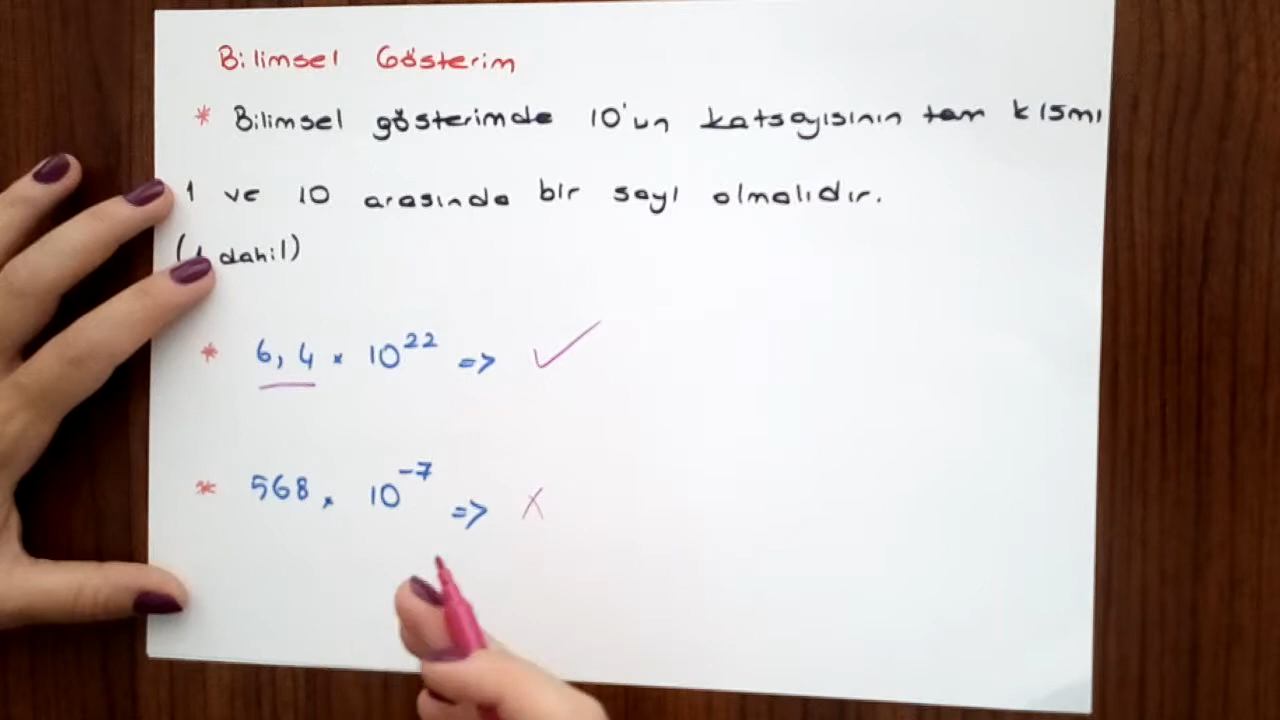 Bilimsel Gösterim
* Bilimsel gösterimde 10'un katsayısının tam kısmı
1 ve 10 arasında bir sayı olmalıdır.
(1 dahil)
* 6,4 × 10²² => ✓
* 568 × 10⁻⁷ => X